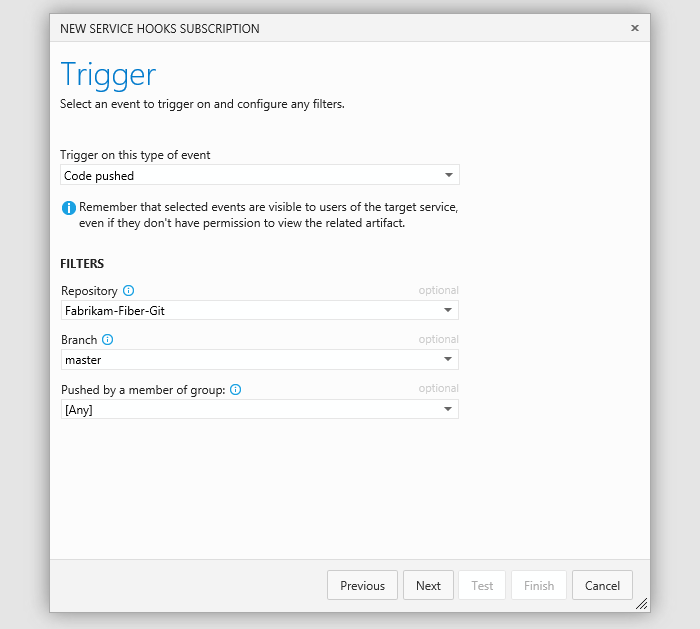 NEW SERVICE HOOKS SUBSCRIPTION
Trigger
Select an event to trigger on and configure any filters.
Trigger on this type of event
Code pushed
Remember that selected events are visible to users of the target service,
even if they don't have permission to view the related artifact.
FILTERS
Repository optional
Fabrikam-Fiber-Git
Branch optional
master
Pushed by a member of group: optional
[Any]
Previous Next Test Finish Cancel